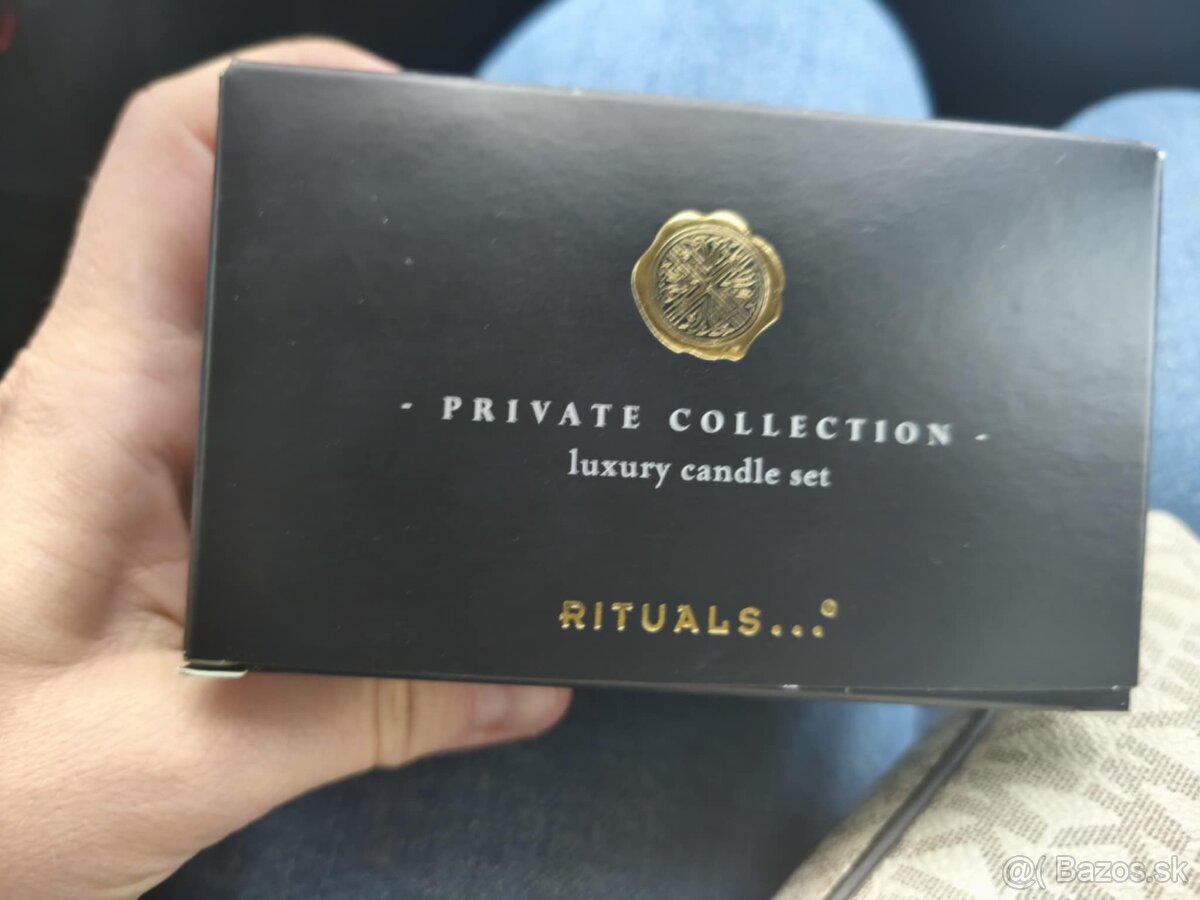 - PRIVATE COLLECTION -
luxury candle set
RITUALS...®
@( Bazos.sk